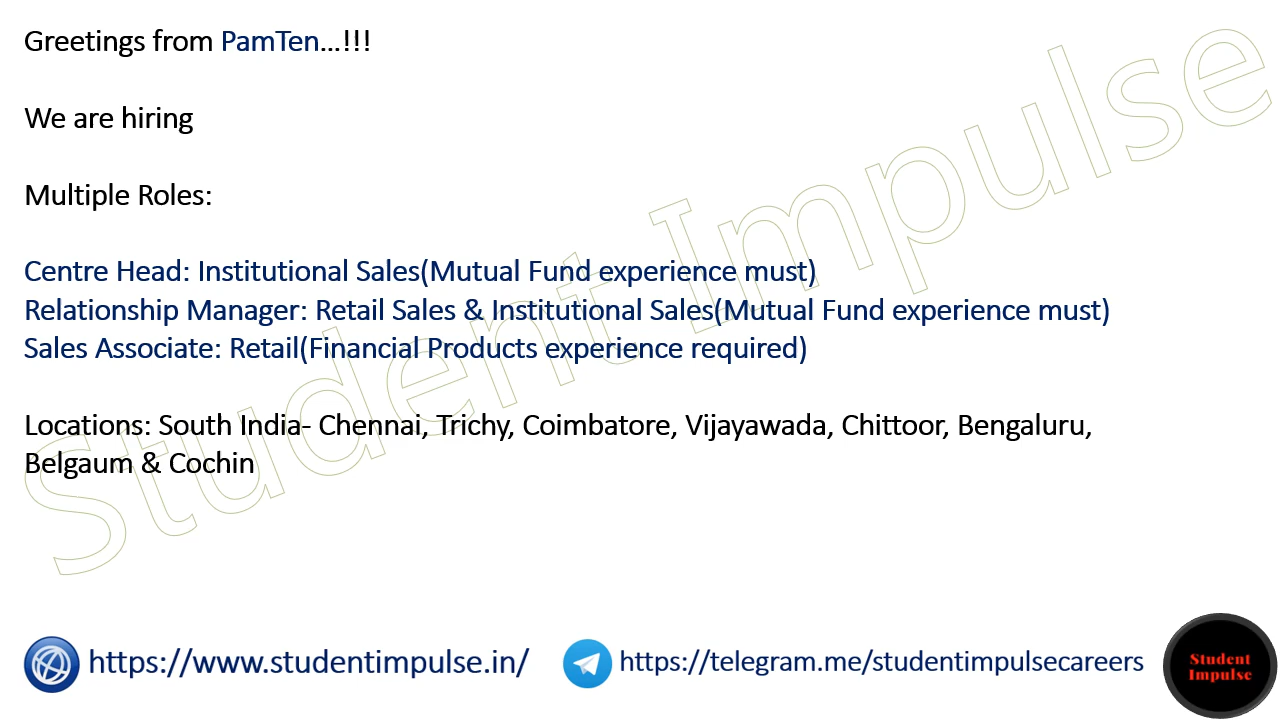 Greetings from PamTen...!!!
We are hiring
Multiple Roles:
Centre Head: Institutional Sales(Mutual Fund experience must)
Relationship Manager: Retail Sales & Institutional Sales(Mutual Fund experience must)
Sales Associate: Retail(Financial Products experience required)
Locations: South India- Chennai, Trichy, Coimbatore, Vijayawada, Chittoor, Bengaluru,
Belgaum & Cochin
Student Impulse
https://www.studentimpulse.in/
https://telegram.me/studentimpulsecareers
Student
Impulse